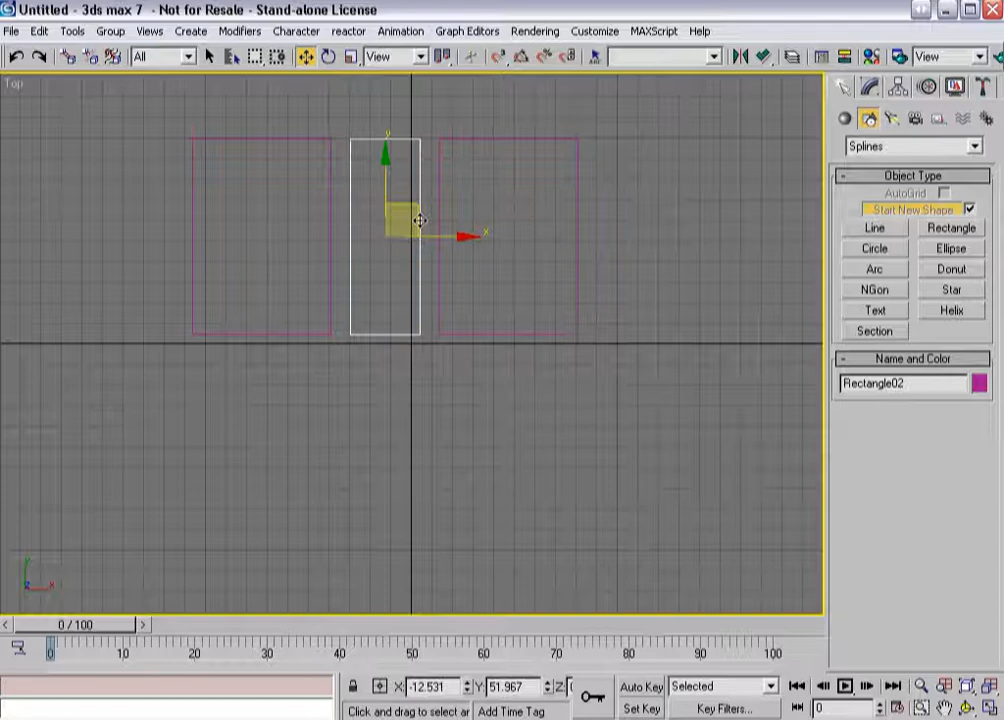 Untitled - 3ds max 7 - Not for Resale - Stand-alone License
File Edit Tools Group Views Create Modifiers Character reactor Animation Graph Editors Rendering Customize MAXScript Help
All View View
Top
y
x
Splines
- Object Type
AutoGrid
Start New Shape
Line Rectangle
Circle Ellipse
Arc Donut
NGon Star
Text Helix
Section
- Name and Color
Rectangle02
y
z x
< 0 / 100 >
0 10 20 30 40 50 60 70 80 90 100
X: -12.531 Y: 51.967 Z: Auto Key Selected
Click and drag to select ar Add Time Tag Set Key Key Filters... 0